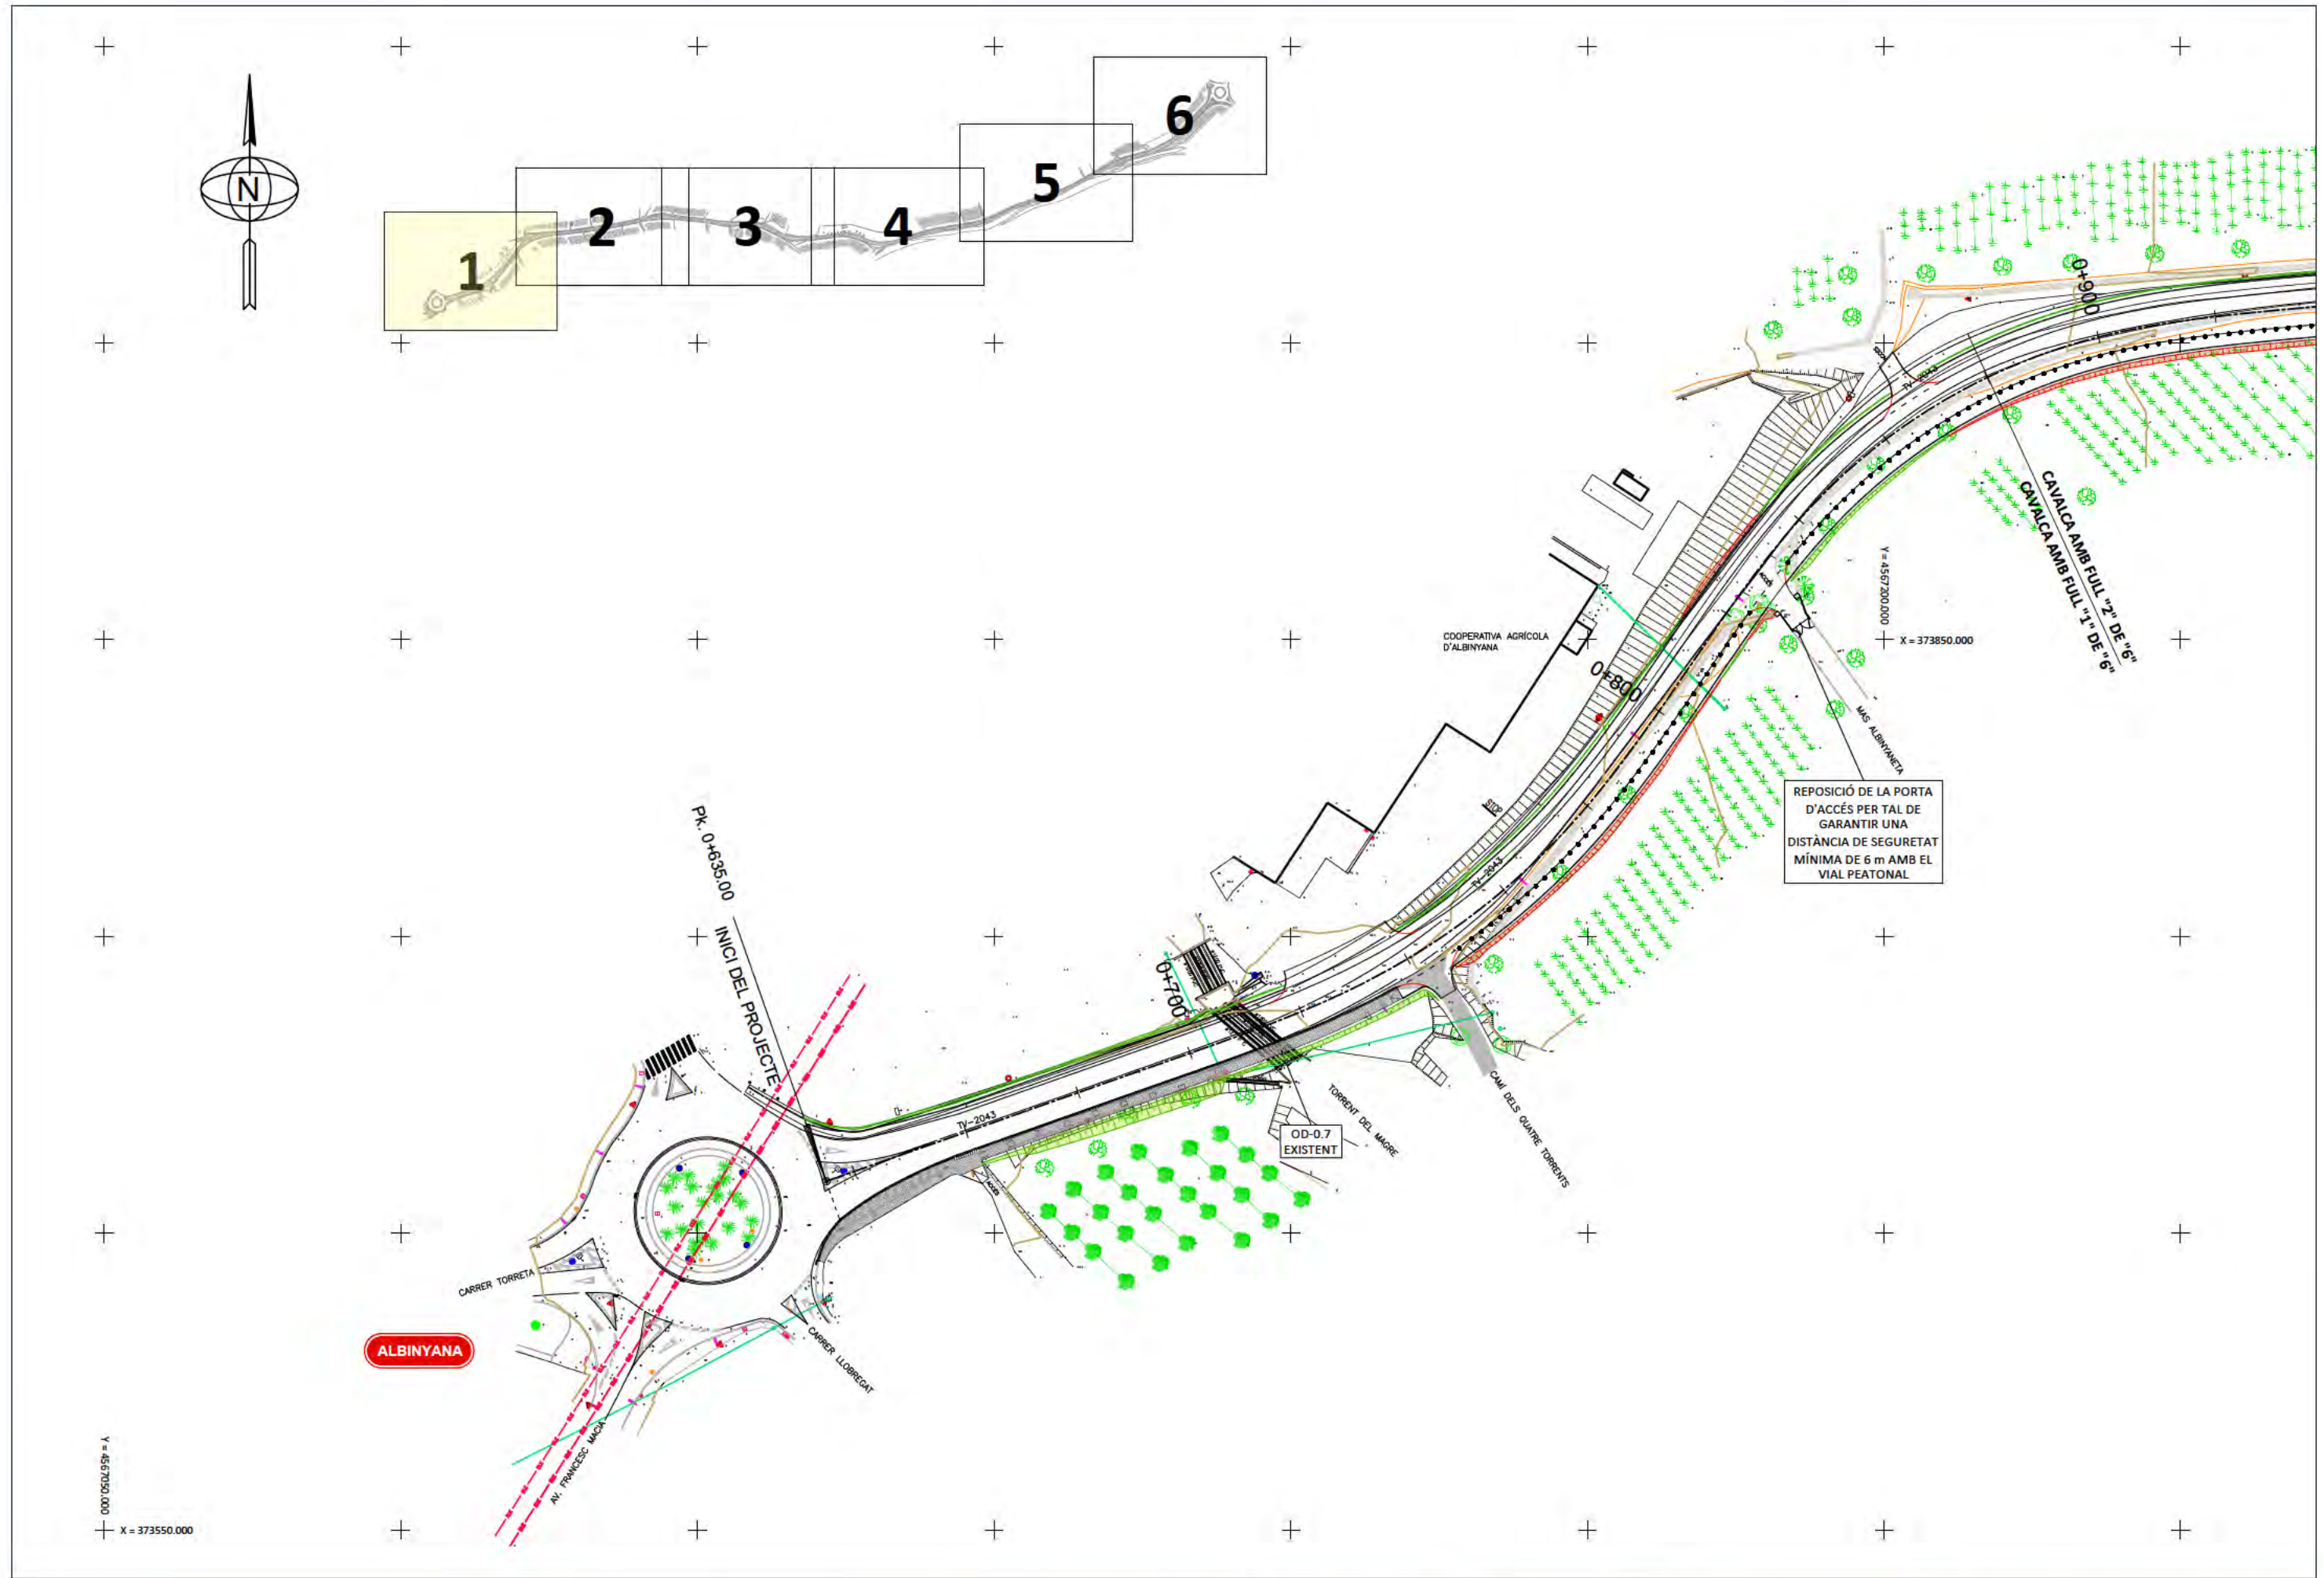 N
1
2
3
4
5
6
0+900
TV-2043
CAVALCA AMB FULL "2" DE "6"
CAVALCA AMB FULL "1" DE "6"
Y = 4567200.000
X = 373850.000
COOPERATIVA AGRÍCOLA
D'ALBINYANA
0+800
MAS ALBINYANETA
REPOSICIÓ DE LA PORTA
D'ACCÉS PER TAL DE
GARANTIR UNA
DISTÀNCIA DE SEGURETAT
MÍNIMA DE 6 m AMB EL
VIAL PEATONAL
STOP
TV-2043
Pk. 0+635.00
INICI DEL PROJECTE
0+700
TV-2043
TORRENT DEL MAGRE
CAMÍ DELS QUATRE TORRENTS
OD-0.7
EXISTENT
ACCÉS
CARRER TORRETA
ALBINYANA
CARRER LLOBREGAT
AV. FRANCESC MACIÀ
Y = 4567050.000
X = 373550.000